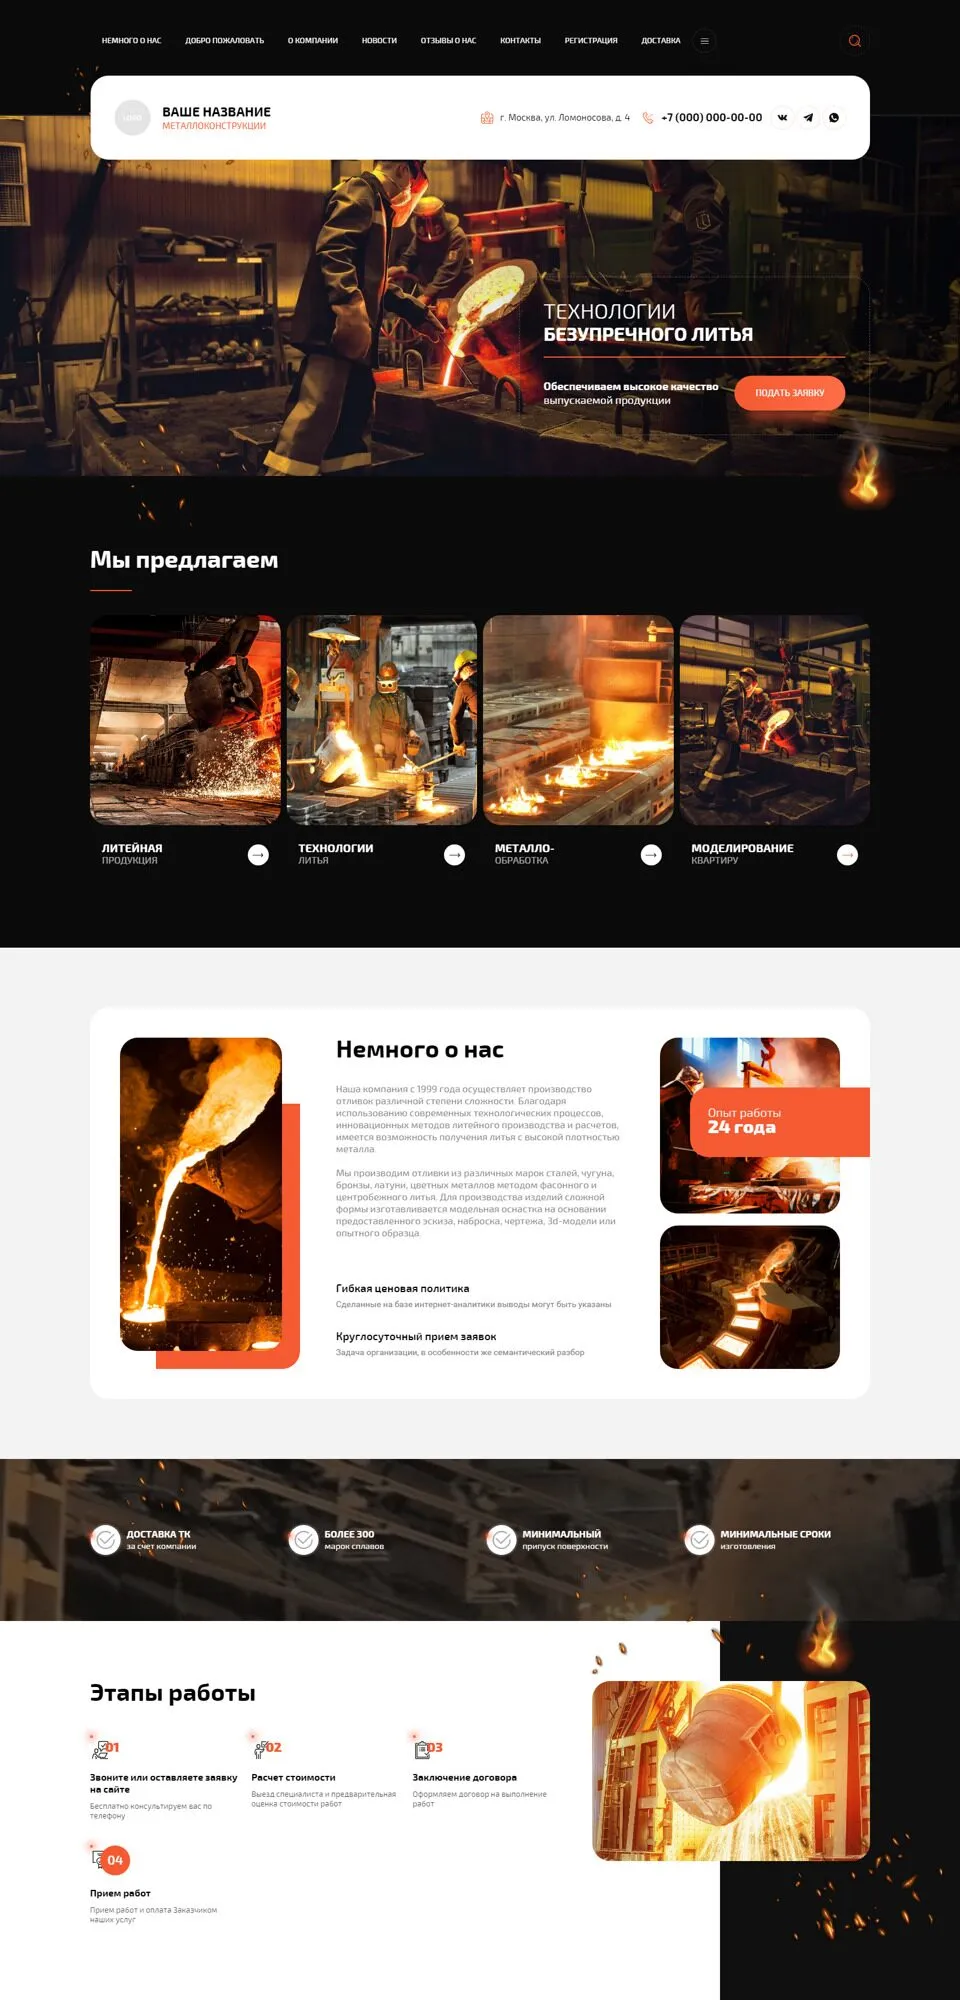 НЕМНОГО О НАС ДОБРО ПОЖАЛОВАТЬ О КОМПАНИИ НОВОСТИ ОТЗЫВЫ О НАС КОНТАКТЫ РЕГИСТРАЦИЯ ДОСТАВКА
LOGO
ВАШЕ НАЗВАНИЕ
МЕТАЛЛОКОНСТРУКЦИИ
г. Москва, ул. Ломоносова, д. 4
+7 (000) 000-00-00
ТЕХНОЛОГИИ
БЕЗУПРЕЧНОГО ЛИТЬЯ
Обеспечиваем высокое качество
выпускаемой продукции
ПОДАТЬ ЗАЯВКУ
Мы предлагаем
ЛИТЕЙНАЯ
ПРОДУКЦИЯ
ТЕХНОЛОГИИ
ЛИТЬЯ
МЕТАЛЛО-
ОБРАБОТКА
МОДЕЛИРОВАНИЕ
КВАРТИРУ
Немного о нас
Наша компания с 1999 года осуществляет производство
отливок различной степени сложности. Благодаря
использованию современных технологических процессов,
инновационных методов литейного производства и расчетов,
имеется возможность получения литья с высокой плотностью
металла.
Мы производим отливки из различных марок сталей, чугуна,
бронзы, латуни, цветных металлов методом фасонного и
центробежного литья. Для производства изделий сложной
формы изготавливается модельная оснастка на основании
предоставленного эскиза, наброска, чертежа, 3d-модели или
опытного образца.
Гибкая ценовая политика
Сделанные на базе интернет-аналитики выводы могут быть указаны
Круглосуточный прием заявок
Задача организации, в особенности же семантический разбор
Опыт работы
24 года
ДОСТАВКА ТК
за счет компании
БОЛЕЕ 300
марок сплавов
МИНИМАЛЬНЫЙ
припуск поверхности
МИНИМАЛЬНЫЕ СРОКИ
изготовления
Этапы работы
01
Звоните или оставляете заявку
на сайте
Бесплатно консультируем вас по
телефону
02
Расчет стоимости
Выезд специалиста и предварительная
оценка стоимости работ
03
Заключение договора
Оформляем договор на выполнение
работ
04
Прием работ
Прием работ и оплата Заказчиком
наших услуг